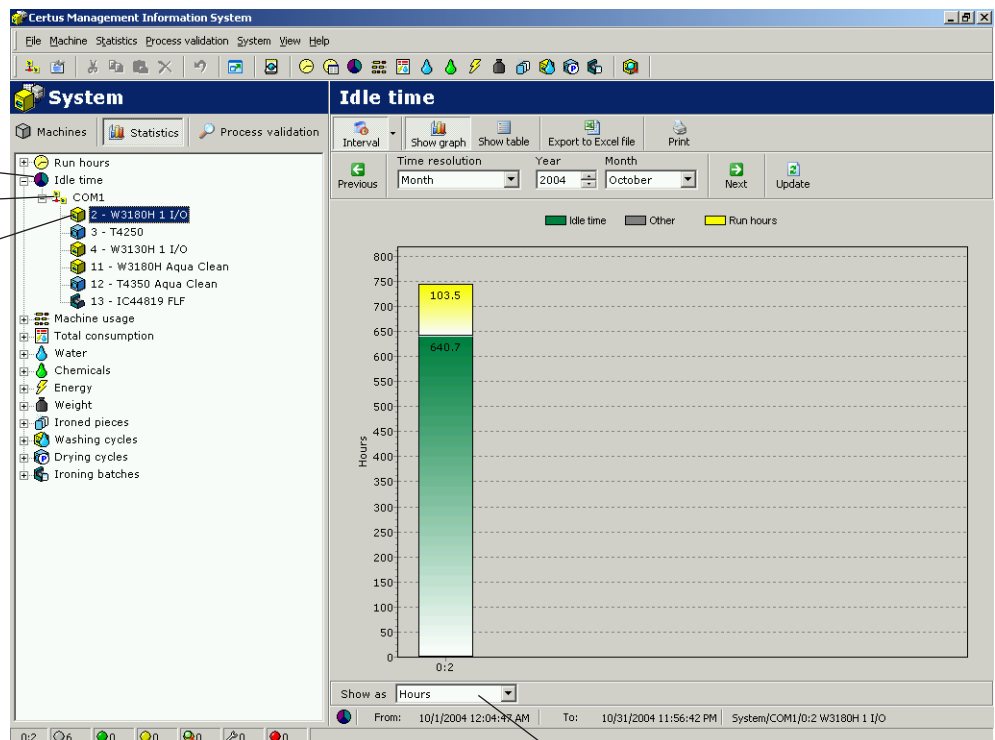 Certus Management Information System
File Machine Statistics Process validation System View Help
System
Idle time
Machines Statistics Process validation
Interval Show graph Show table Export to Excel file Print
Previous Time resolution Year Month Next Update
Month 2004 October
Run hours
Idle time
COM1
2 - W3180H 1 I/O
3 - T4250
4 - W3130H 1 I/O
11 - W3180H Aqua Clean
12 - T4350 Aqua Clean
13 - IC44819 FLF
Machine usage
Total consumption
Water
Chemicals
Energy
Weight
Ironed pieces
Washing cycles
Drying cycles
Ironing batches
Idle time Other Run hours
800
750
700
650
600
550
500
450
400
350
300
250
200
150
100
50
0
Hours
103.5
640.7
0:2
Show as Hours
From: 10/1/2004 12:04:47 AM To: 10/31/2004 11:56:42 PM System/COM1/0:2 W3180H 1 I/O
0:2 6 0 0 0 0 0